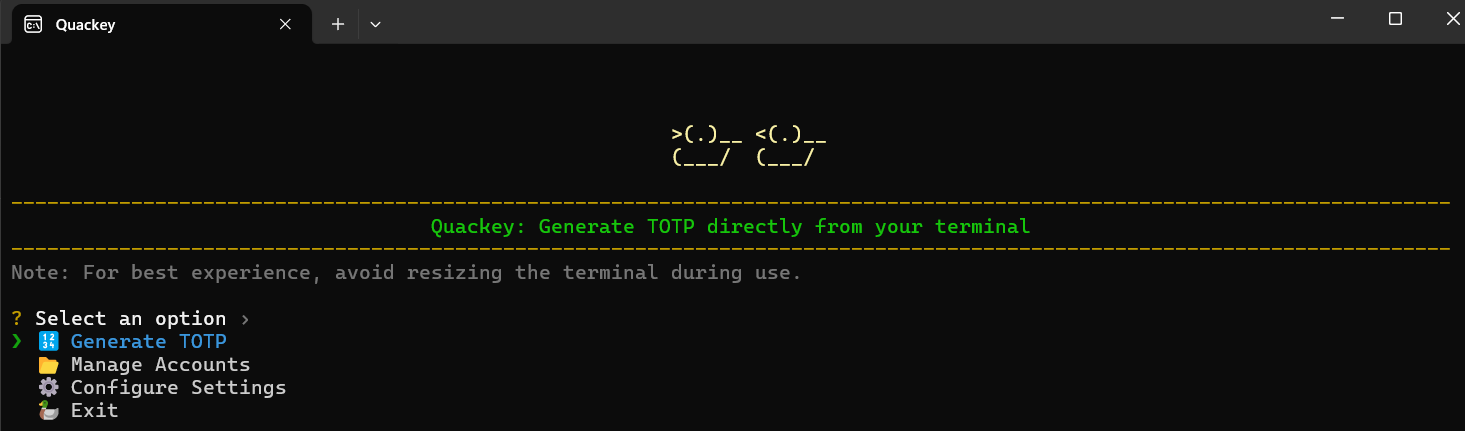 Quackey
>(.)__ <(.)__
(___/  (___/
------------------------------------------------------------------------------------------------------------------------
Quackey: Generate TOTP directly from your terminal
------------------------------------------------------------------------------------------------------------------------
Note: For best experience, avoid resizing the terminal during use.
? Select an option ›
❯ 🔢 Generate TOTP
📂 Manage Accounts
⚙️ Configure Settings
🦆 Exit